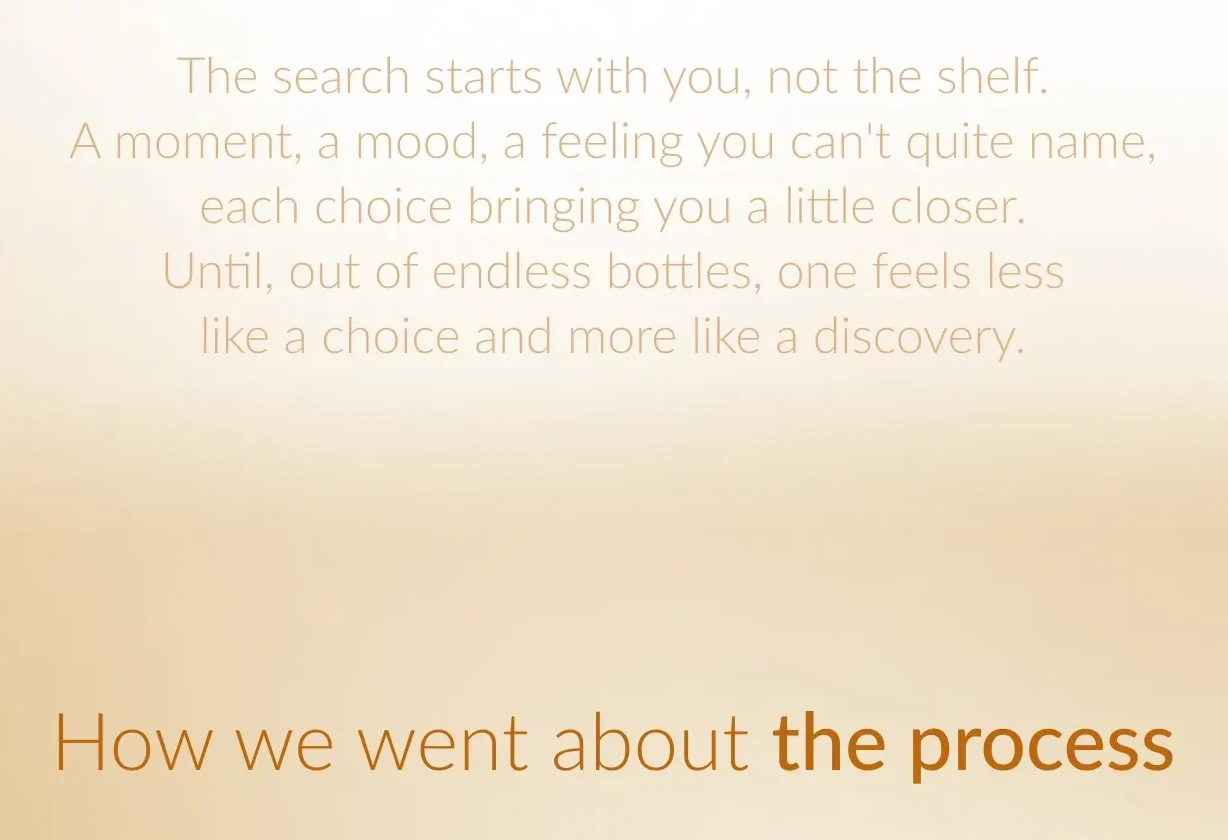 The search starts with you, not the shelf.
A moment, a mood, a feeling you can't quite name,
each choice bringing you a little closer.
Until, out of endless bottles, one feels less
like a choice and more like a discovery.
How we went about the process